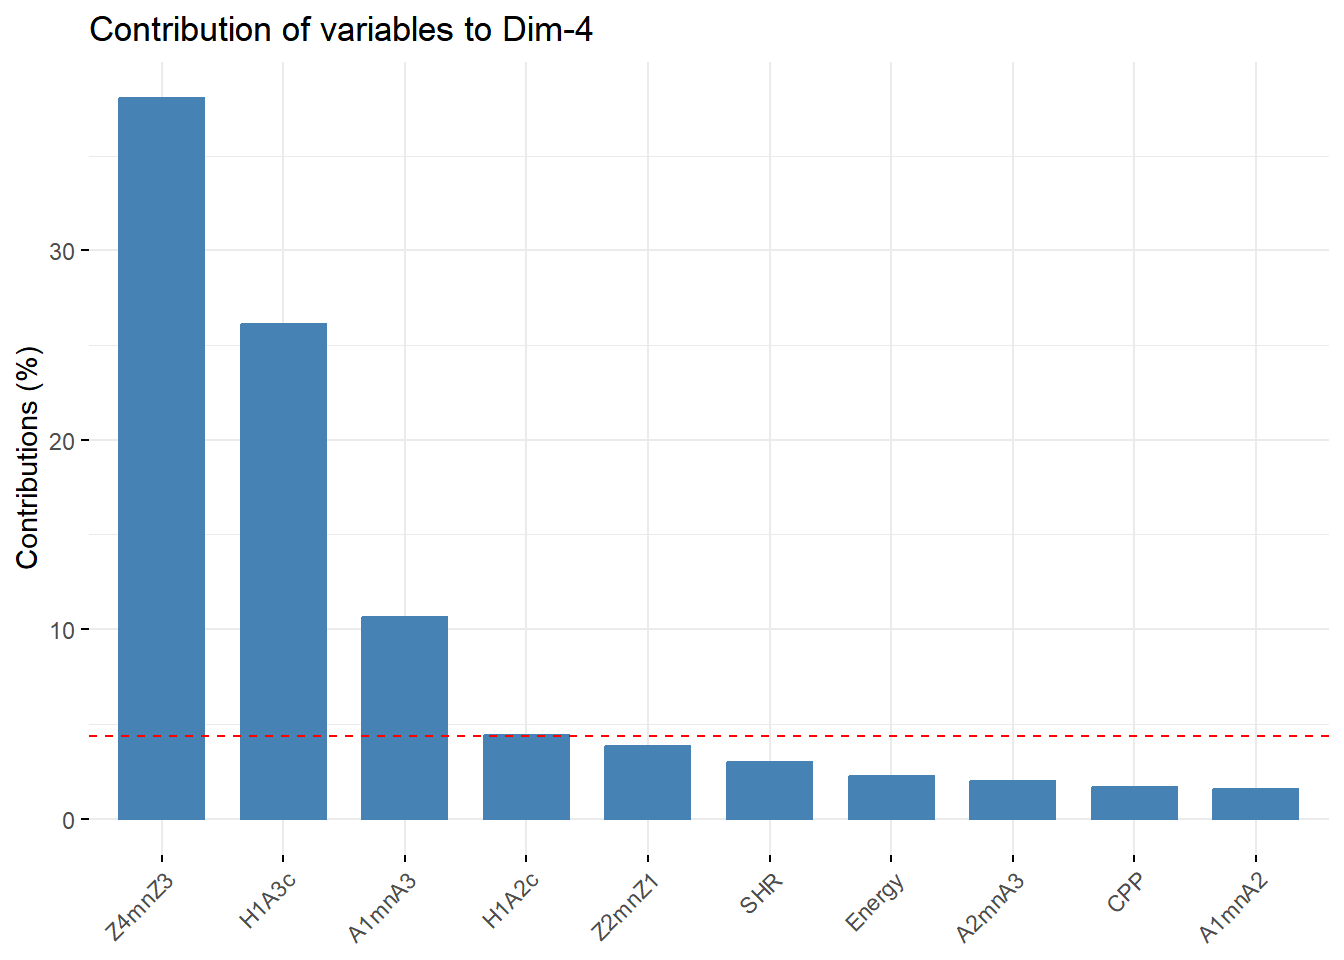 Contribution of variables to Dim-4
Contributions (%)
30
20
10
0
Z4mnZ3
H1A3c
A1mnA3
H1A2c
Z2mnZ1
SHR
Energy
A2mnA3
CPP
A1mnA2